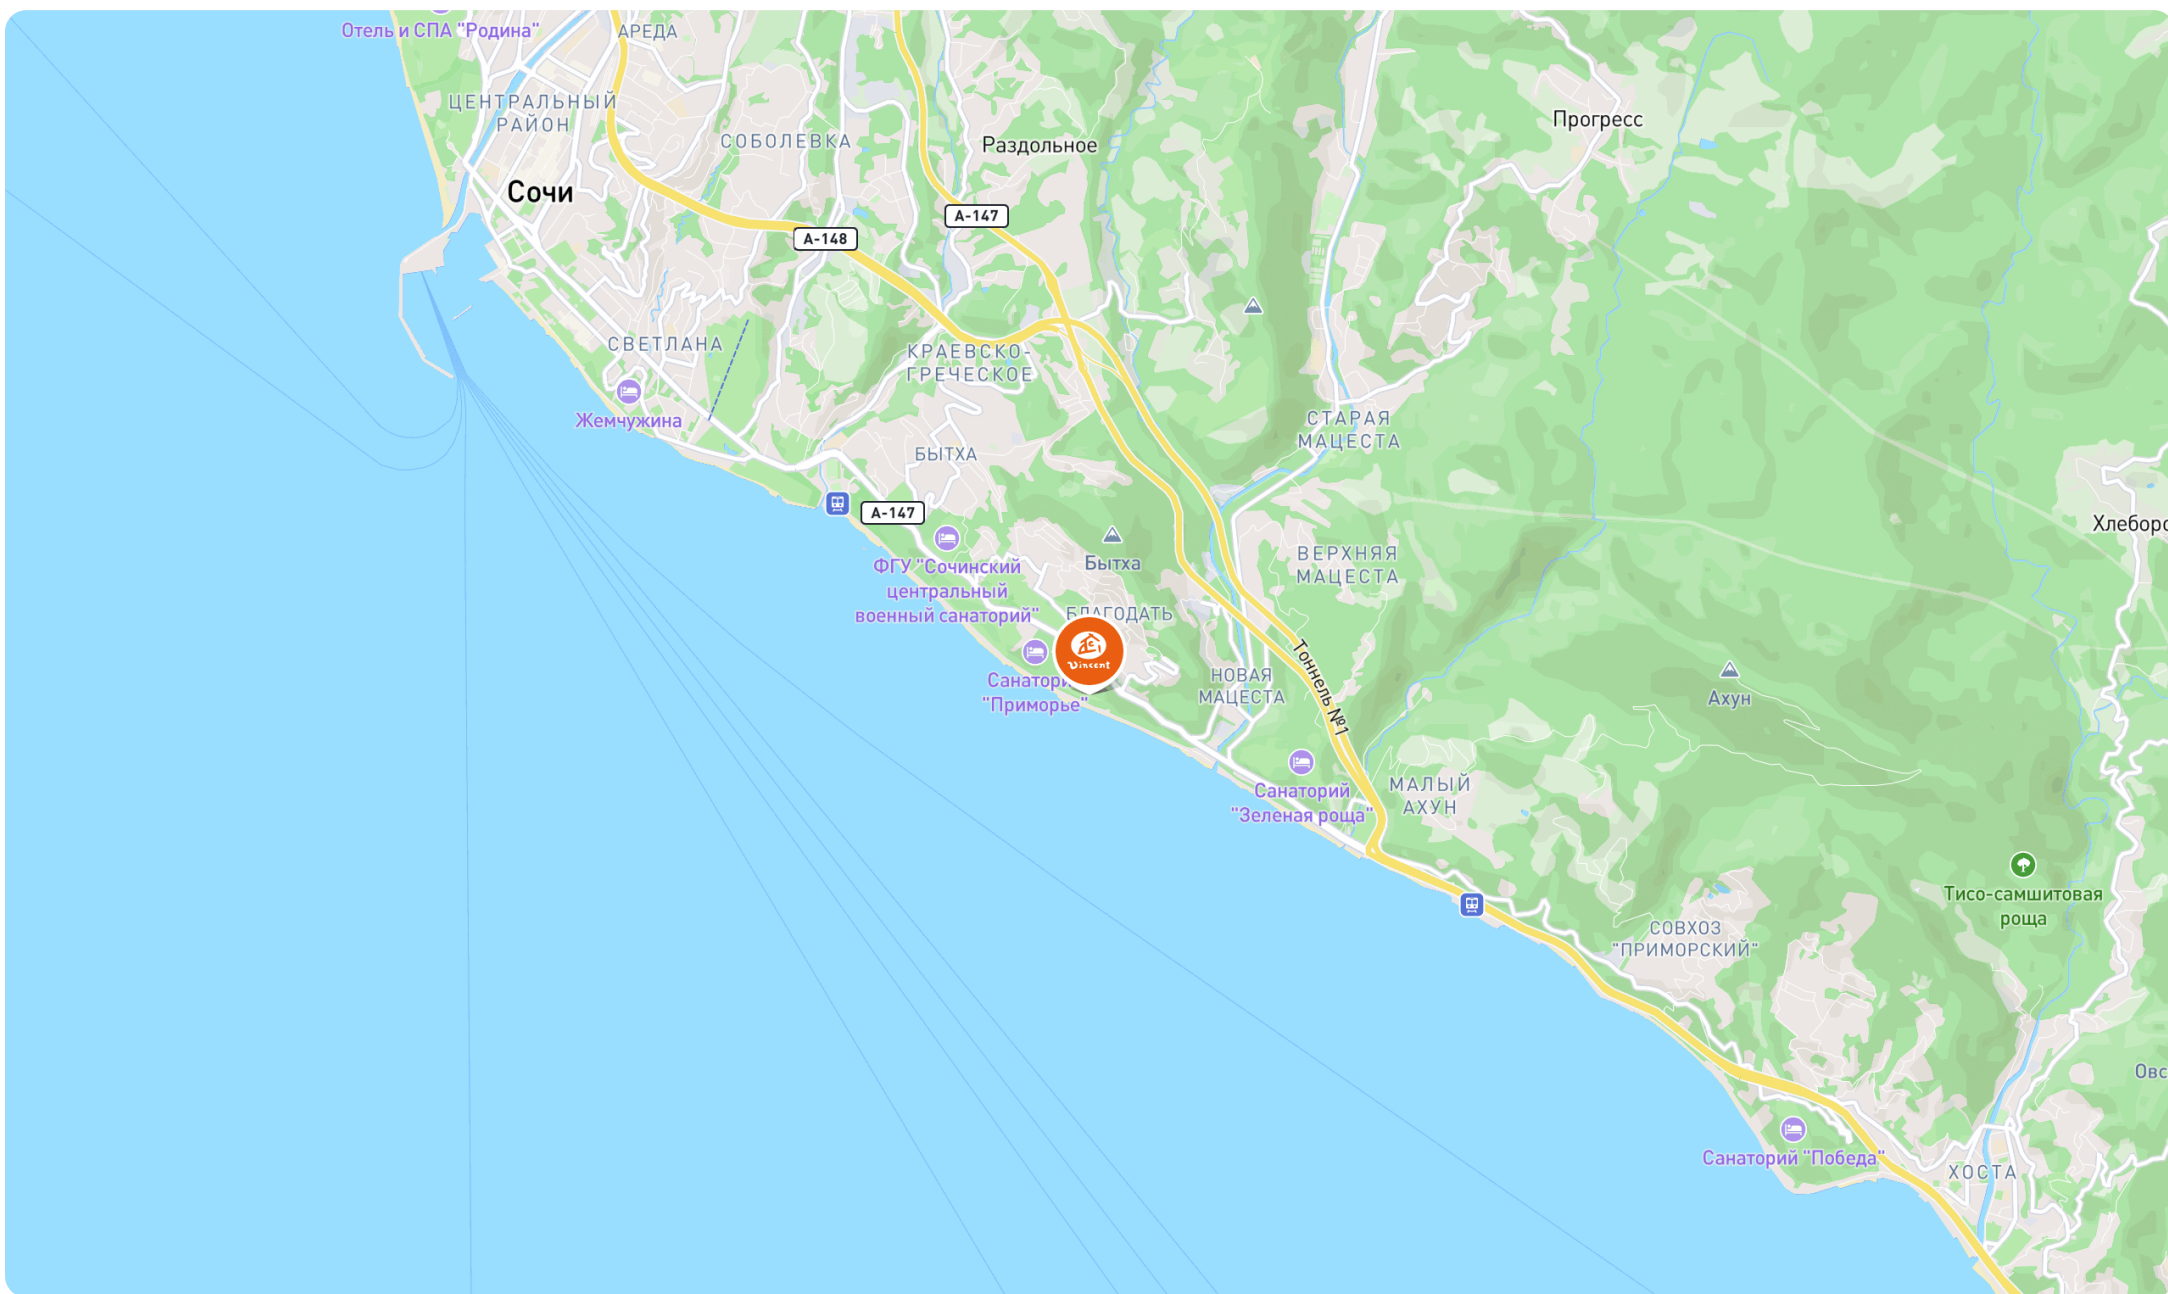 Отель и СПА "Родина"
АРЕДА
ЦЕНТРАЛЬНЫЙ
РАЙОН
СОБОЛЕВКА
Раздольное
Прогресс
Сочи
А-147
А-148
СВЕТЛАНА
КРАЕВСКО-
ГРЕЧЕСКОЕ
Жемчужина
СТАРАЯ
МАЦЕСТА
БЫТХА
А-147
Хлеборо
ФГУ "Сочинский
центральный
военный санаторий"
Бытха
ВЕРХНЯЯ
МАЦЕСТА
БЛАГОДАТЬ
Vincent
Санатори
"Приморье"
НОВАЯ
МАЦЕСТА
Тоннель №1
Ахун
Санаторий
"Зеленая роща"
МАЛЫЙ
АХУН
Тисо-самшитовая
роща
СОВХОЗ
"ПРИМОРСКИЙ"
Овс
Санаторий "Победа"
ХОСТА